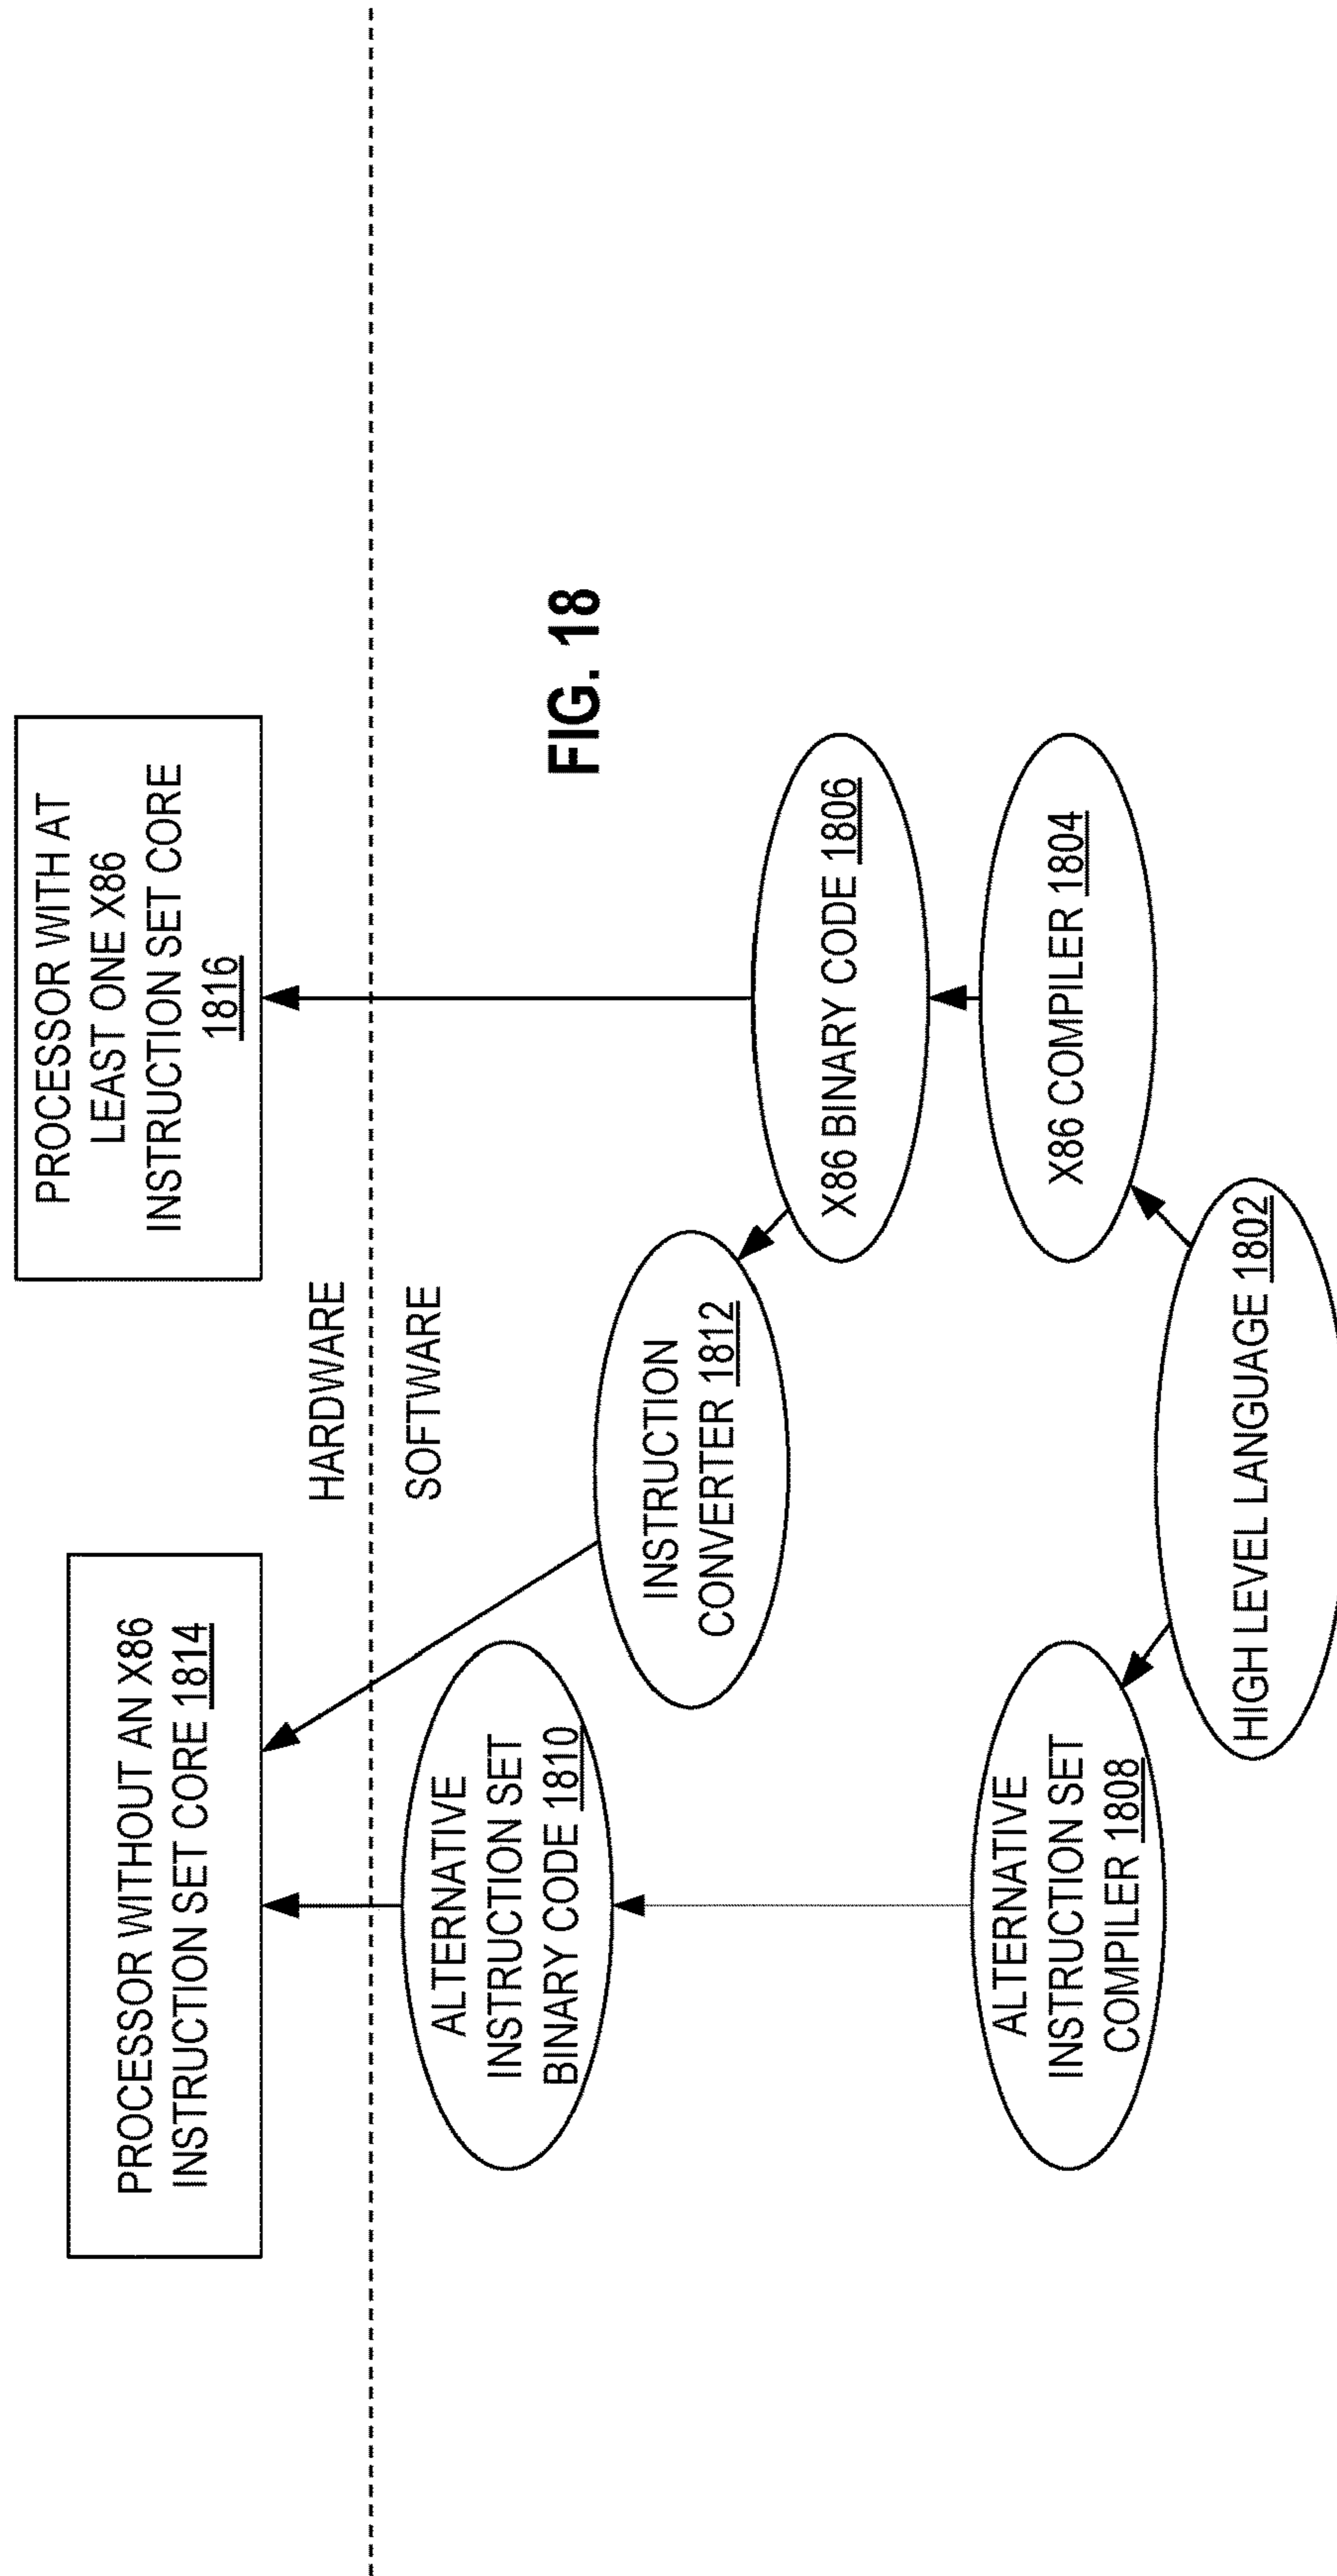 PROCESSOR WITHOUT AN X86
INSTRUCTION SET CORE 1814
PROCESSOR WITH AT
LEAST ONE X86
INSTRUCTION SET CORE
1816
HARDWARE
SOFTWARE
ALTERNATIVE
INSTRUCTION SET
BINARY CODE 1810
INSTRUCTION
CONVERTER 1812
FIG. 18
X86 BINARY CODE 1806
ALTERNATIVE
INSTRUCTION SET
COMPILER 1808
X86 COMPILER 1804
HIGH LEVEL LANGUAGE 1802